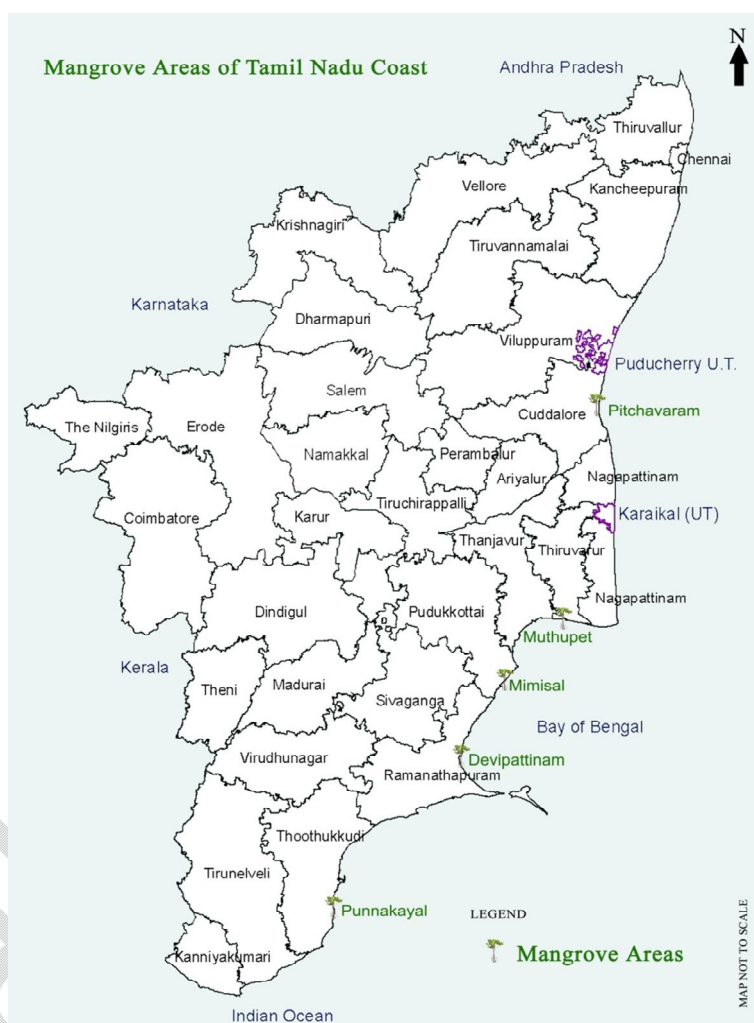 N
Mangrove Areas of Tamil Nadu Coast
Andhra Pradesh
Thiruvallur
Chennai
Vellore
Kancheepuram
Krishnagiri
Tiruvannamalai
Karnataka
Dharmapuri
Viluppuram
Puducherry U.T.
Salem
Cuddalore
Pitchavaram
The Nilgiris
Erode
Namakkal
Perambalur
Ariyalur
Nagapattinam
Tiruchirappalli
Coimbatore
Karur
Karaikal (UT)
Thanjavur
Thiruvarur
Dindigul
Pudukkottai
Nagapattinam
Muthupet
Kerala
Theni
Madurai
Mimisal
Sivaganga
Bay of Bengal
Virudhunagar
Devipattinam
Ramanathapuram
Thoothukkudi
Tirunelveli
Punnakayal
LEGEND
Mangrove Areas
Kanniyakumari
Indian Ocean
MAP NOT TO SCALE